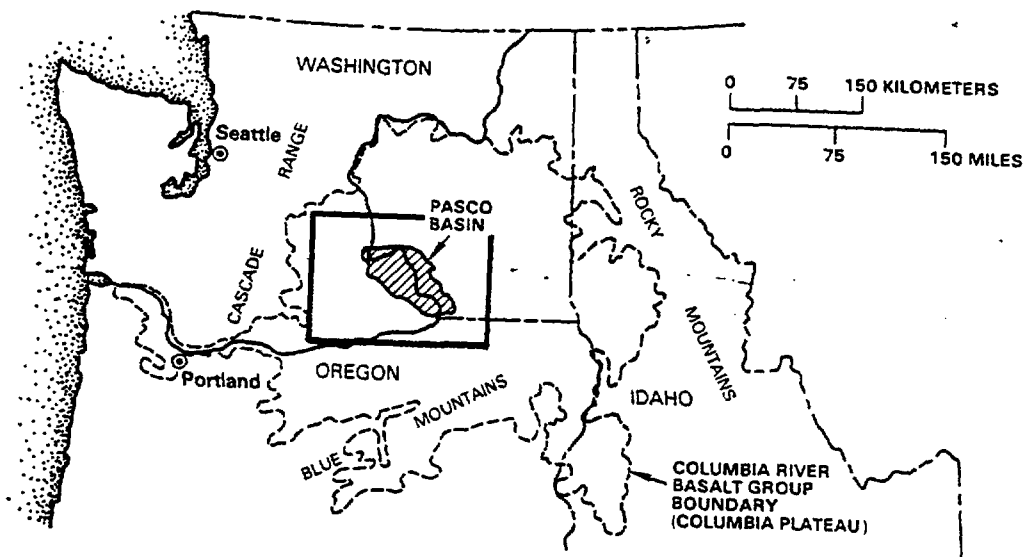 WASHINGTON
0 75 150 KILOMETERS
0 75 150 MILES
Seattle
RANGE
PASCO
BASIN
ROCKY
CASCADE
MOUNTAINS
Portland
OREGON
MOUNTAINS
IDAHO
BLUE
?
COLUMBIA RIVER
BASALT GROUP
BOUNDARY
(COLUMBIA PLATEAU)